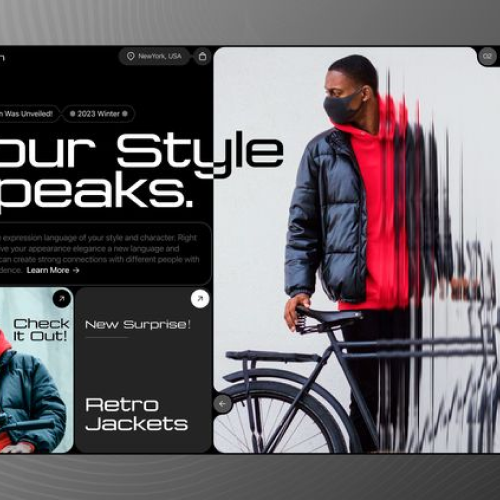 NewYork, USA
02
Was Unveiled!
2023 Winter
our Style
peaks.
expression language of your style and character. Right
ve your appearance elegance a new language and
can create strong connections with different people with
dence. Learn More →
Check
It Out!
New Surprise!
Retro
Jackets